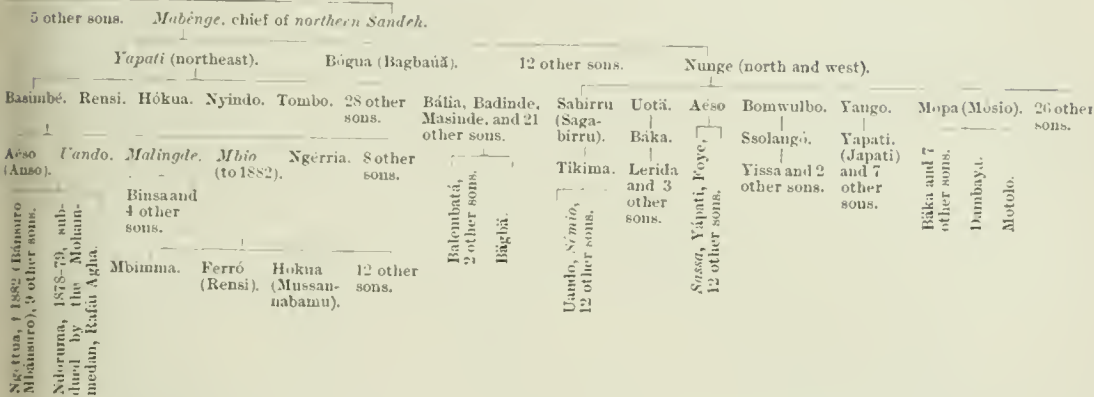 5 other sons. Mabenge, chief of northern Sandeh.
Yapati (northeast). Bogua (Bagbauä). 12 other sons. Nunge (north and west).
Basimbé. Rensi. Hókua. Nyindo. Tombo. 28 other sons.
Bália, Badinde, Masinde, and 21 other sons.
Sabirru (Sagabirru).
Uotá.
Aéso
Bomwulbo.
Yango.
Mopa (Mosio). 26 other sons.
Aéso (Anso).
Uando. Malingde. Mbio (to 1882). Ngérria. 8 other sons.
Tikima.
Báka.
Lerida and 3 other sons.
Ssolangó.
Yissa and 2 other sons.
Yapati. (Japati) and 7 other sons.
Binsa and 4 other sons.
Mbimma. Ferró (Rensi). Hokua (Mussannabamu). 12 other sons.
Ngettua, † 1882 (Bánsuro Mbánsuro), 9 other sons.
Ndoruma, 1878-79, subdued by the Mohammedan, Rafái Agha.
Balembatá, 2 other sons.
Bágbä.
Uando, Simio, 12 other sons.
Sassa, Yápati, Foye, 12 other sons.
Bäka and 7 other sons.
Dambaya.
Motolo.